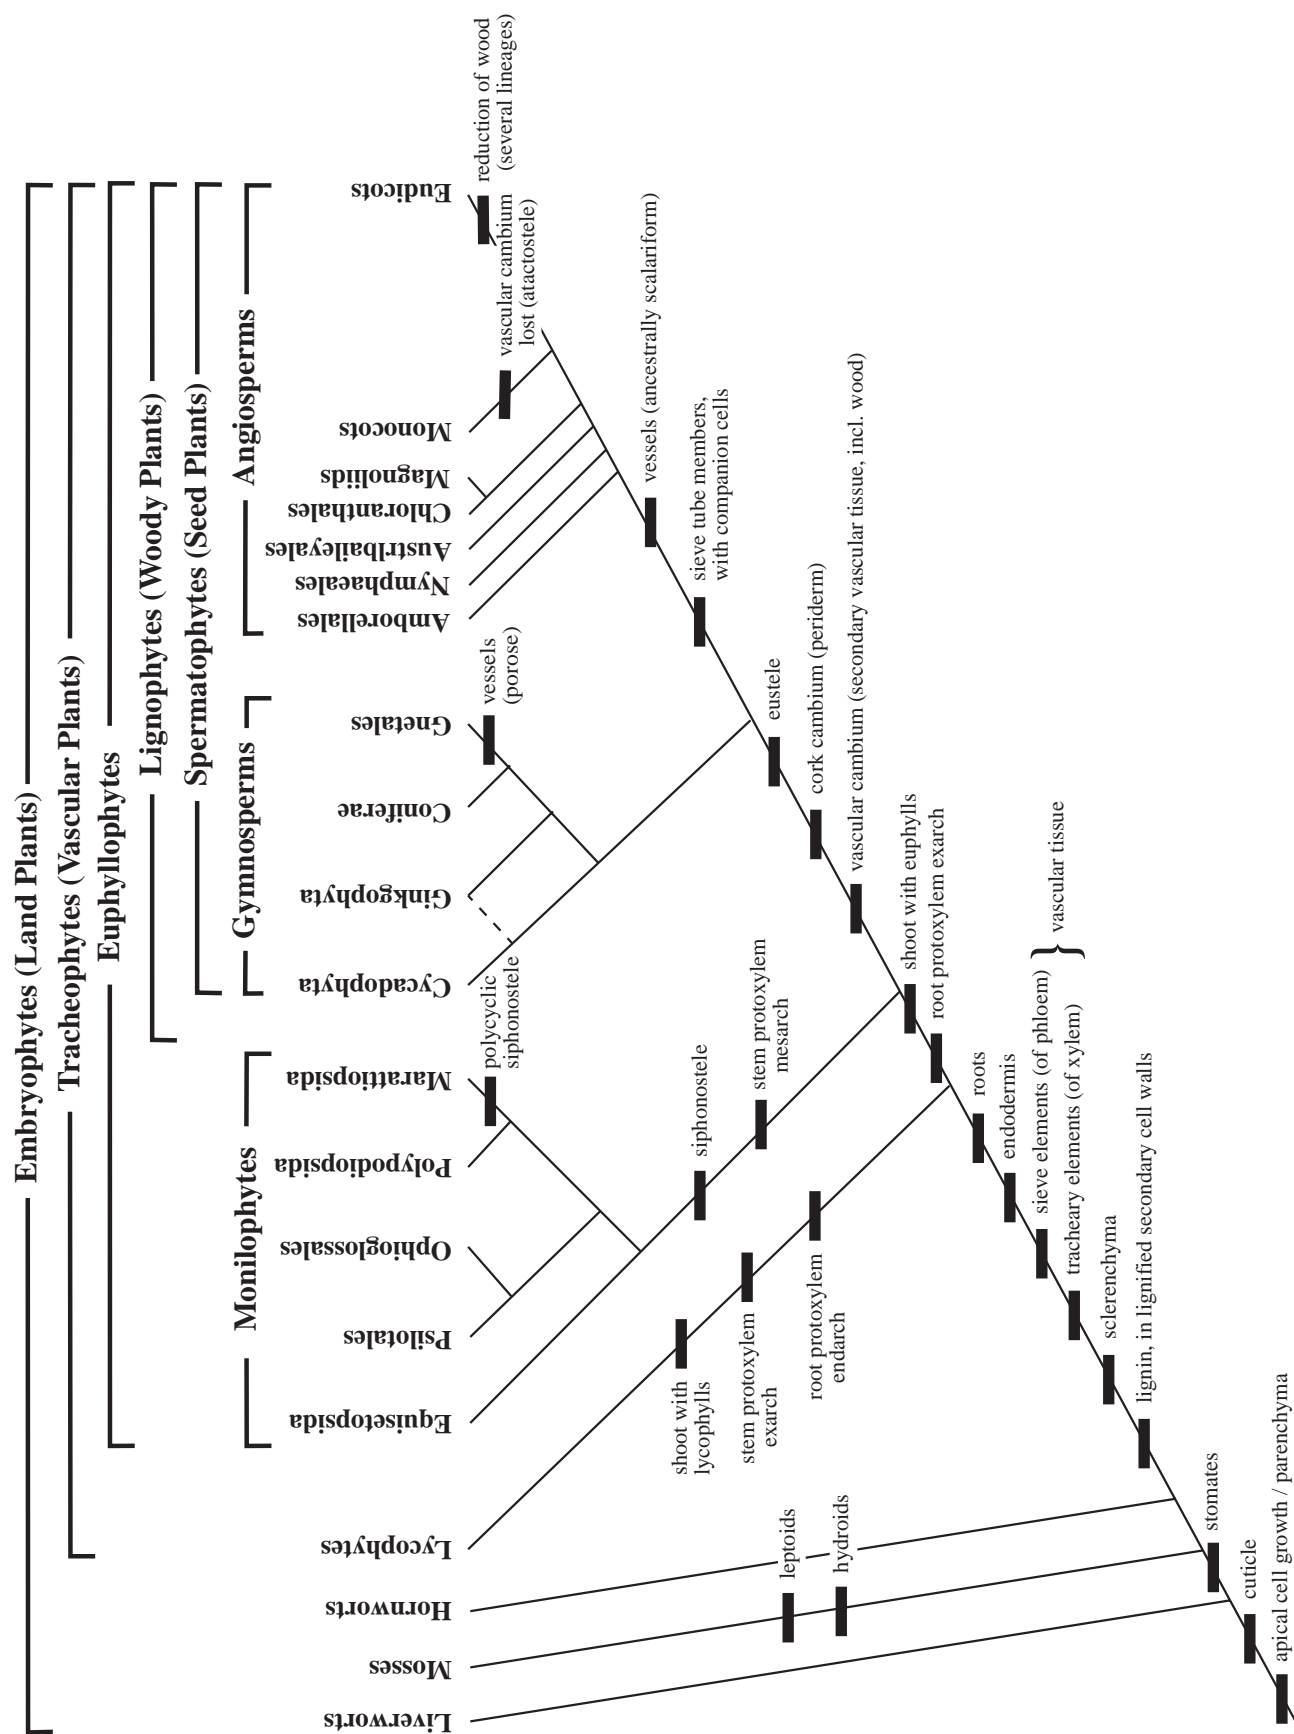 Embryophytes (Land Plants)
Tracheophytes (Vascular Plants)
Euphyllophytes
Lignophytes (Woody Plants)
Spermatophytes (Seed Plants)
Monilophytes
Gymnosperms
Angiosperms
Liverworts
Mosses
Hornworts
Lycophytes
Equisetopsida
Psilotales
Ophioglossales
Polypodiopsida
Marattiopsida
Cycadophyta
Ginkgophyta
Coniferae
Gnetales
Amborellales
Nymphaeales
Austrlbaileyales
Chloranthales
Magnoliids
Monocots
Eudicots
reduction of wood
(several lineages)
vascular cambium
lost (atactostele)
vessels
(porose)
polycyclic
siphonostele
vessels (ancestrally scalariform)
sieve tube members,
with companion cells
eustele
cork cambium (periderm)
vascular cambium (secondary vascular tissue, incl. wood)
siphonostele
stem protoxylem
mesarch
shoot with
lycophylls
stem protoxylem
exarch
root protoxylem
endarch
leptoids
hydroids
shoot with euphylls
root protoxylem exarch
roots
endodermis
sieve elements (of phloem)
tracheary elements (of xylem)
} vascular tissue
sclerenchyma
lignin, in lignified secondary cell walls
stomates
cuticle
apical cell growth / parenchyma